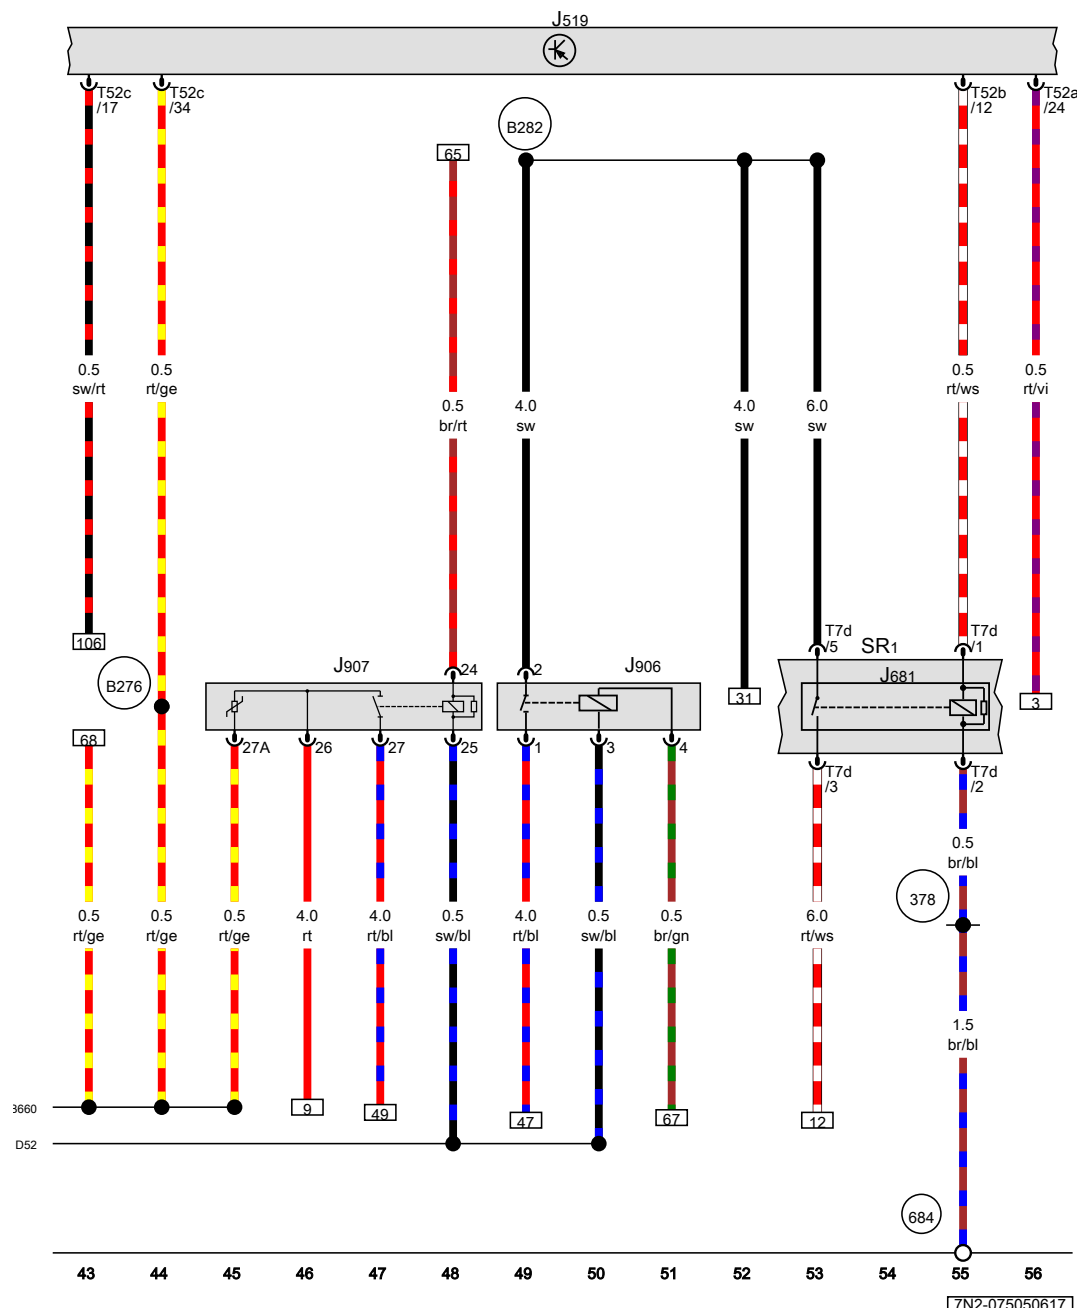 J519
T52c
/17
T52c
/34
T52b
/12
T52a
/24
B282
65
0.5
sw/rt
0.5
rt/ge
0.5
rt/ws
0.5
rt/vi
0.5
br/rt
4.0
sw
4.0
sw
6.0
sw
106
B276
J907
24
2
J906
T7d
/5
SR1
T7d
/1
J681
31
3
68
27A
26
27
25
1
3
4
T7d
/3
T7d
/2
0.5
br/bl
378
0.5
rt/ge
0.5
rt/ge
0.5
rt/ge
4.0
rt
4.0
rt/bl
0.5
sw/bl
4.0
rt/bl
0.5
sw/bl
0.5
br/gn
6.0
rt/ws
1.5
br/bl
9
49
47
67
12
D52
684
43 44 45 46 47 48 49 50 51 52 53 54 55 56
7N2-075050617